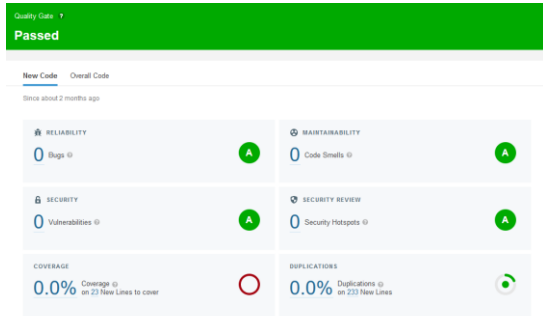 Quality Gate ?
Passed
New Code Overall Code
Since about 2 months ago
RELIABILITY
0 Bugs ?
A
MAINTAINABILITY
0 Code Smells ?
A
SECURITY
0 Vulnerabilities ?
A
SECURITY REVIEW
0 Security Hotspots ?
A
COVERAGE
0.0% Coverage ?
on 23 New Lines to cover
DUPLICATIONS
0.0% Duplications ?
on 233 New Lines